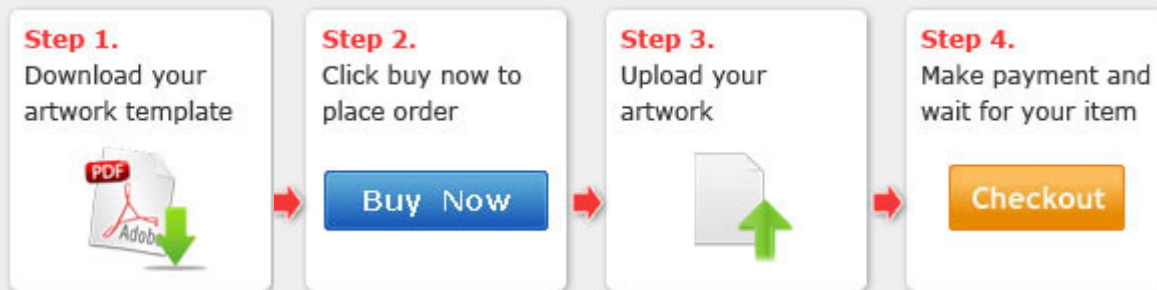 Step 1.
Download your
artwork template
PDF
Adobe
Step 2.
Click buy now to
place order
Buy Now
Step 3.
Upload your
artwork
Step 4.
Make payment and
wait for your item
Checkout